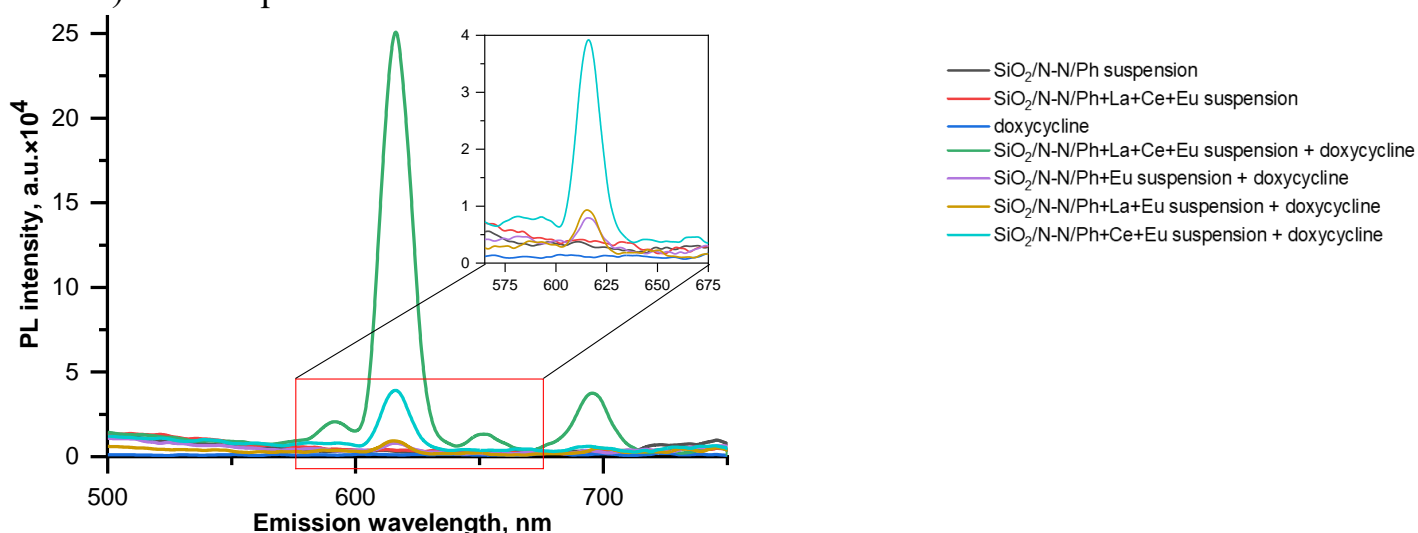 25
20
15
10
5
0
PL intensity, a.u.×10⁴
500
600
700
Emission wavelength, nm
4
3
2
1
0
575
600
625
650
675
SiO₂/N-N/Ph suspension
SiO₂/N-N/Ph+La+Ce+Eu suspension
doxycycline
SiO₂/N-N/Ph+La+Ce+Eu suspension + doxycycline
SiO₂/N-N/Ph+Eu suspension + doxycycline
SiO₂/N-N/Ph+La+Eu suspension + doxycycline
SiO₂/N-N/Ph+Ce+Eu suspension + doxycycline